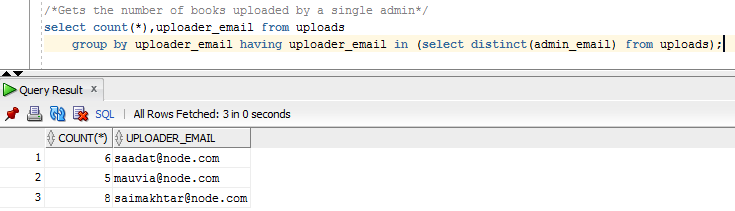 /*Gets the number of books uploaded by a single admin*/
select count(*),uploader_email from uploads
group by uploader_email having uploader_email in (select distinct(admin_email) from uploads);
Query Result x
SQL | All Rows Fetched: 3 in 0 seconds
COUNT(*) UPLOADER_EMAIL
1 6 saadat@node.com
2 5 mauvia@node.com
3 8 saimakhtar@node.com